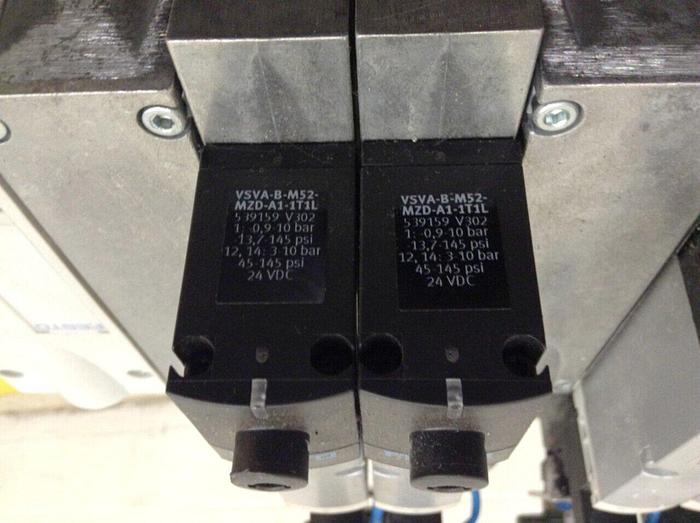 VSVA-B-M52-
MZD-A1-1T1L
539159 V302
1: -0,9-10 bar
13,7-145 psi
12, 14: 3-10 bar
45-145 psi
24 VDC
VSVA-B-M52-
MZD-A1-1T1L
539159 V302
1: -0,9-10 bar
-13,7-145 psi
12, 14: 3-10 bar
45-145 psi
24 VDC
FESTO